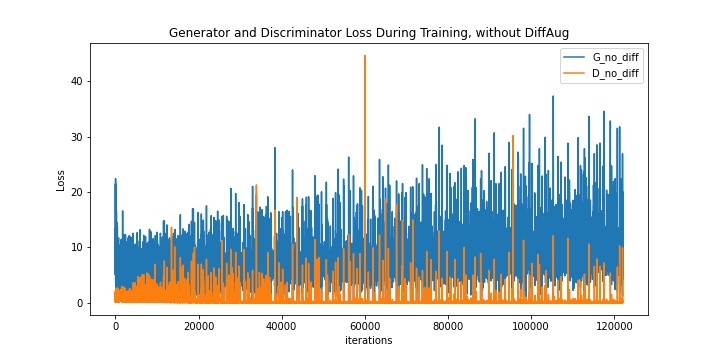 Generator and Discriminator Loss During Training, without DiffAug
G_no_diff
D_no_diff
Loss
40
30
20
10
0
0 20000 40000 60000 80000 100000 120000
iterations